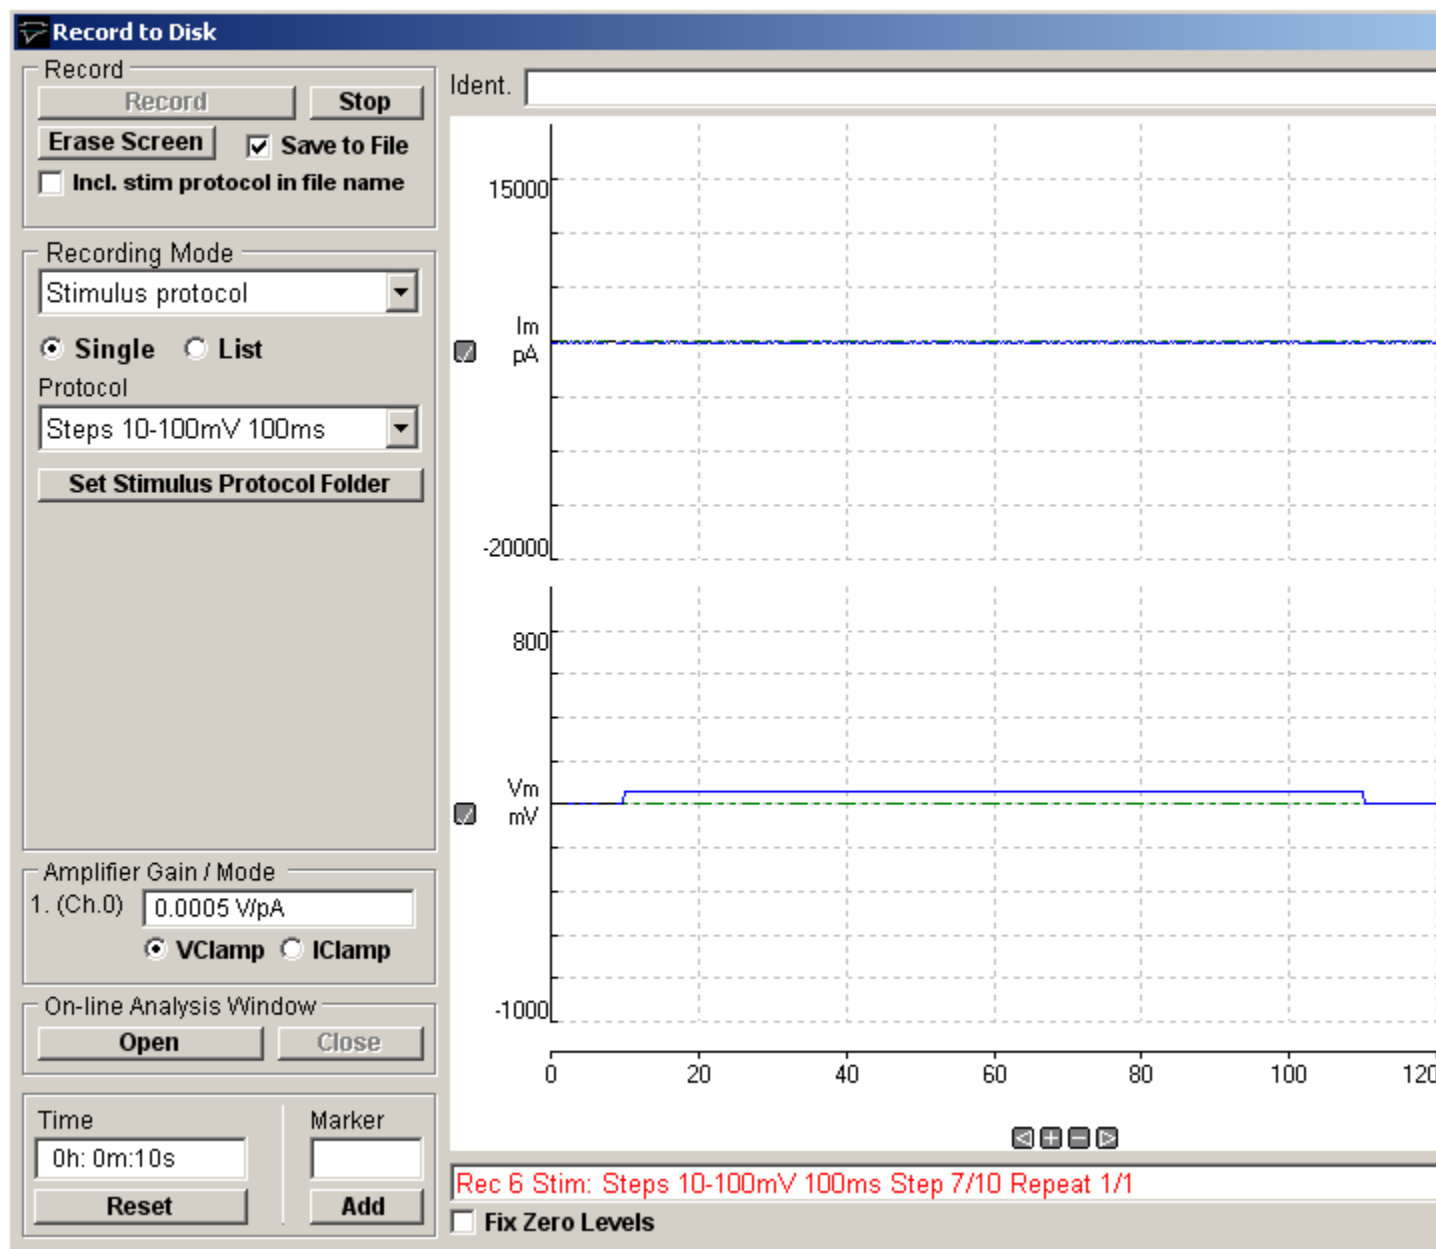 Record to Disk
Record
Record Stop
Erase Screen Save to File
Incl. stim protocol in file name
Recording Mode
Stimulus protocol
Single List
Protocol
Steps 10-100mV 100ms
Set Stimulus Protocol Folder
Amplifier Gain / Mode
1. (Ch.0) 0.0005 V/pA
VClamp IClamp
On-line Analysis Window
Open Close
Time Marker
0h: 0m:10s
Reset Add
Ident.
15000
Im
pA
-20000
800
Vm
mV
-1000
0 20 40 60 80 100 120
Rec 6 Stim: Steps 10-100mV 100ms Step 7/10 Repeat 1/1
Fix Zero Levels